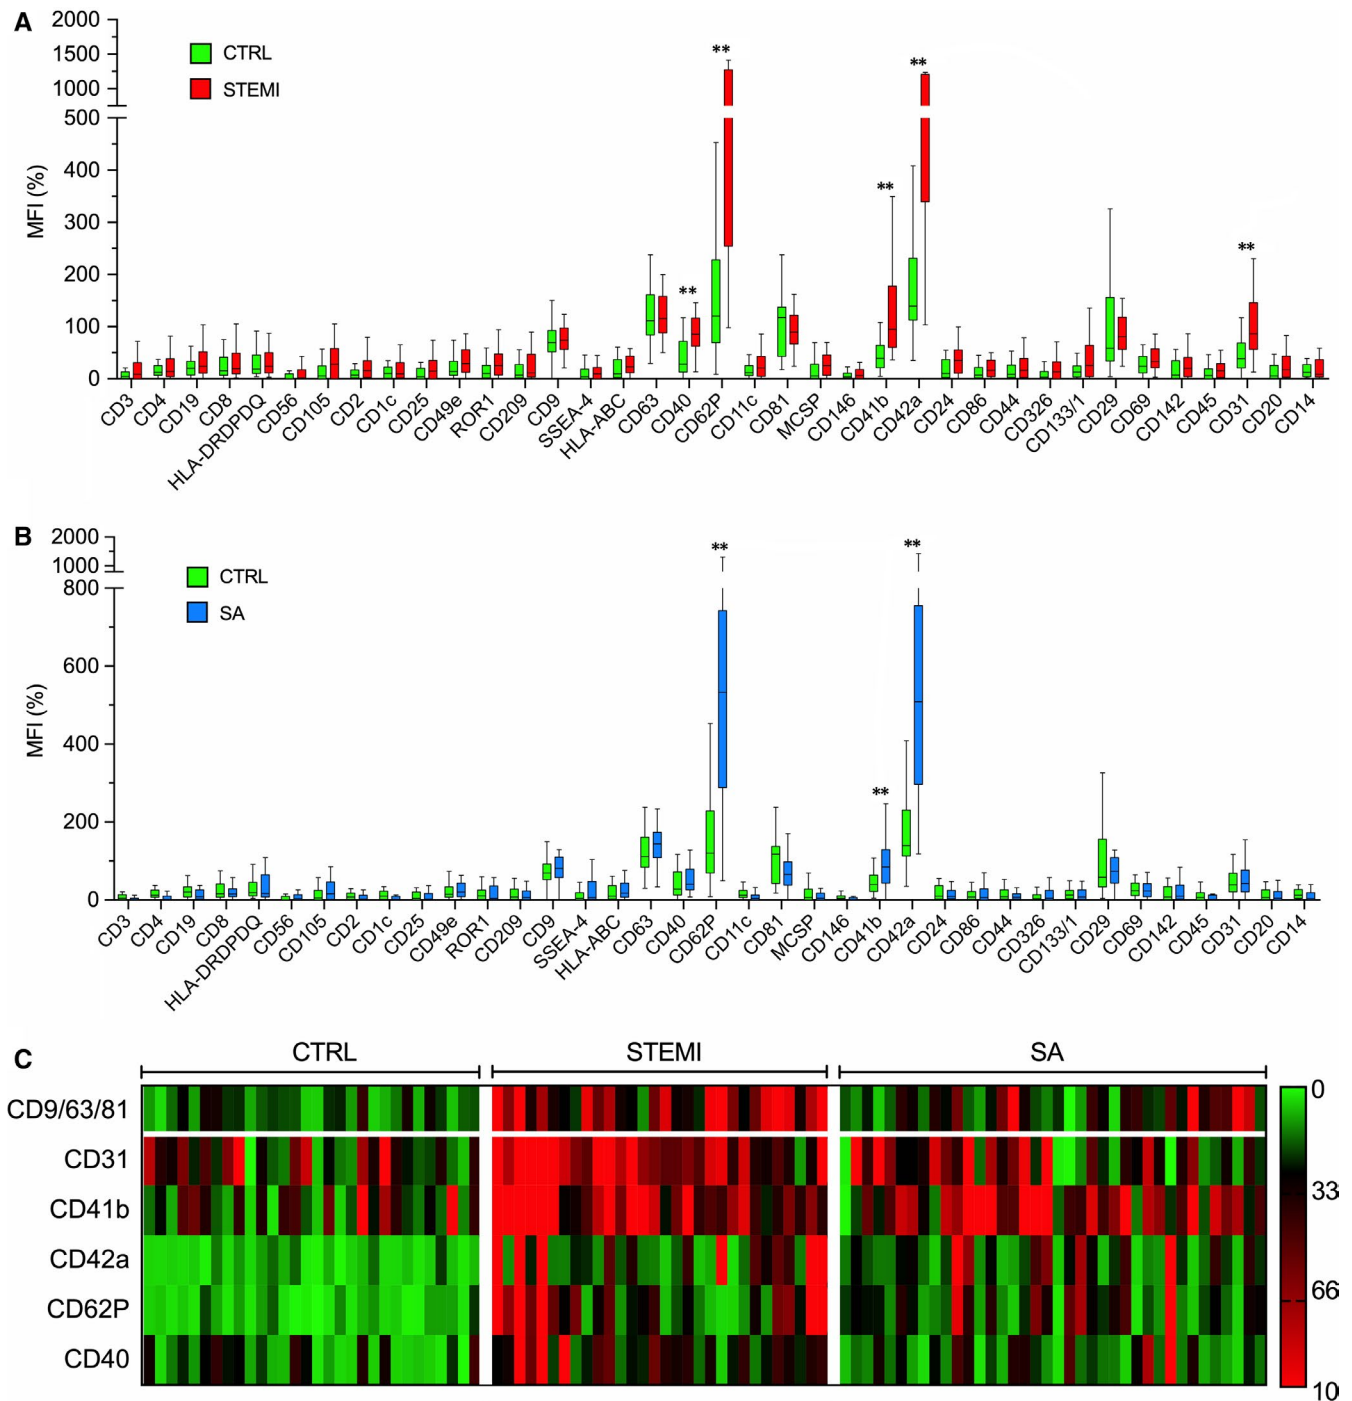 A
2000
1500
1000
500
400
300
200
100
0
MFI (%)
CTRL
STEMI
**
**
**
**
**
CD3 CD4 CD19 CD8 HLA-DRDPDQ CD56 CD105 CD2 CD1c CD25 CD49e ROR1 CD209 CD9 SSEA-4 HLA-ABC CD63 CD40 CD62P CD11c CD81 MCSP CD146 CD41b CD42a CD24 CD86 CD44 CD326 CD133/1 CD29 CD69 CD142 CD45 CD31 CD20 CD14
B
2000
1000
800
600
400
200
0
MFI (%)
CTRL
SA
**
**
**
CD3 CD4 CD19 CD8 HLA-DRDPDQ CD56 CD105 CD2 CD1c CD25 CD49e ROR1 CD209 CD9 SSEA-4 HLA-ABC CD63 CD40 CD62P CD11c CD81 MCSP CD146 CD41b CD42a CD24 CD86 CD44 CD326 CD133/1 CD29 CD69 CD142 CD45 CD31 CD20 CD14
C
CTRL STEMI SA
CD9/63/81
CD31
CD41b
CD42a
CD62P
CD40
0
33
66
10